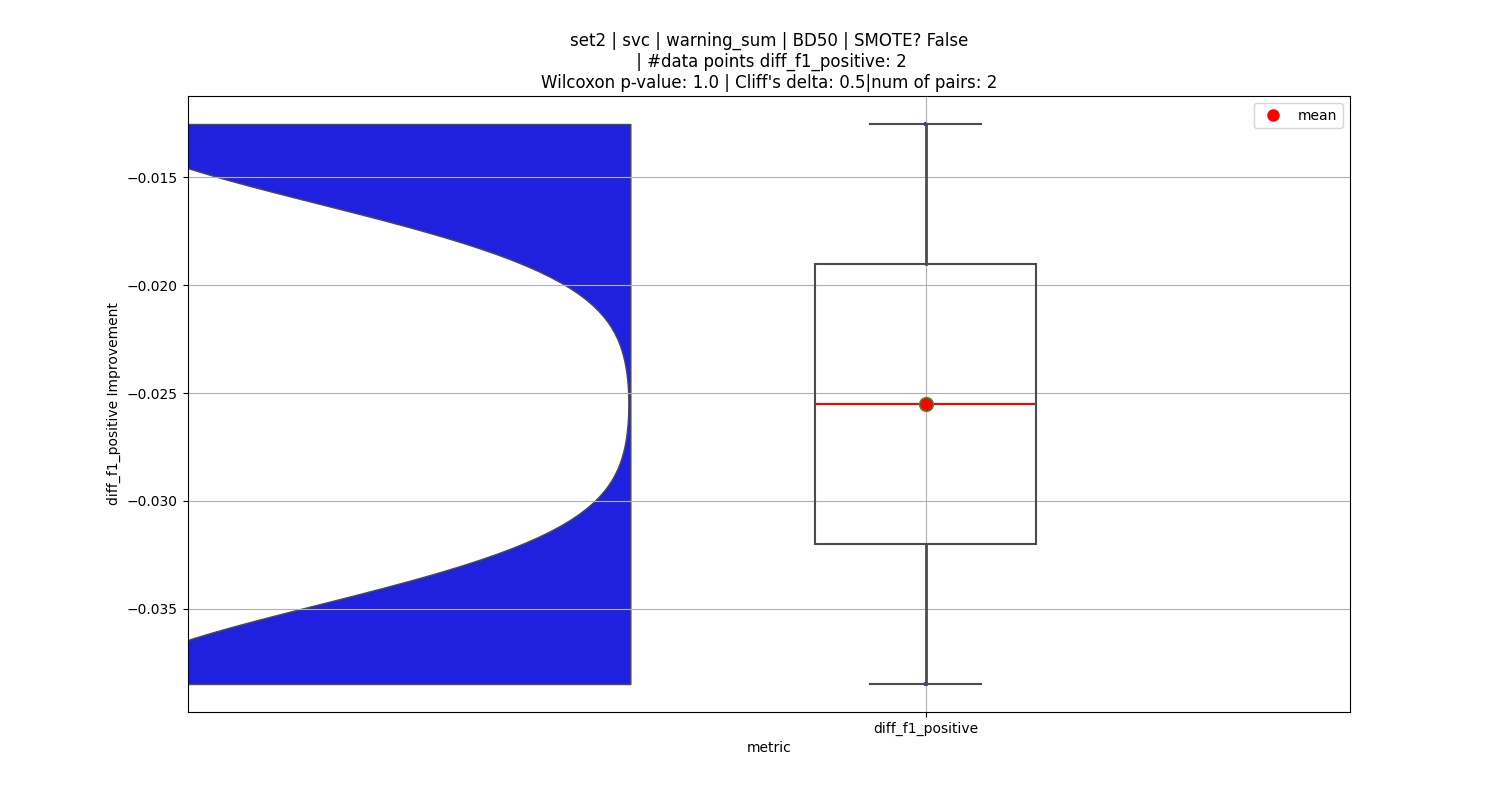 set2 | svc | warning_sum | BD50 | SMOTE? False
| #data points diff_f1_positive: 2
Wilcoxon p-value: 1.0 | Cliff's delta: 0.5|num of pairs: 2
mean
−0.015
−0.020
−0.025
−0.030
−0.035
diff_f1_positive Improvement
diff_f1_positive
metric